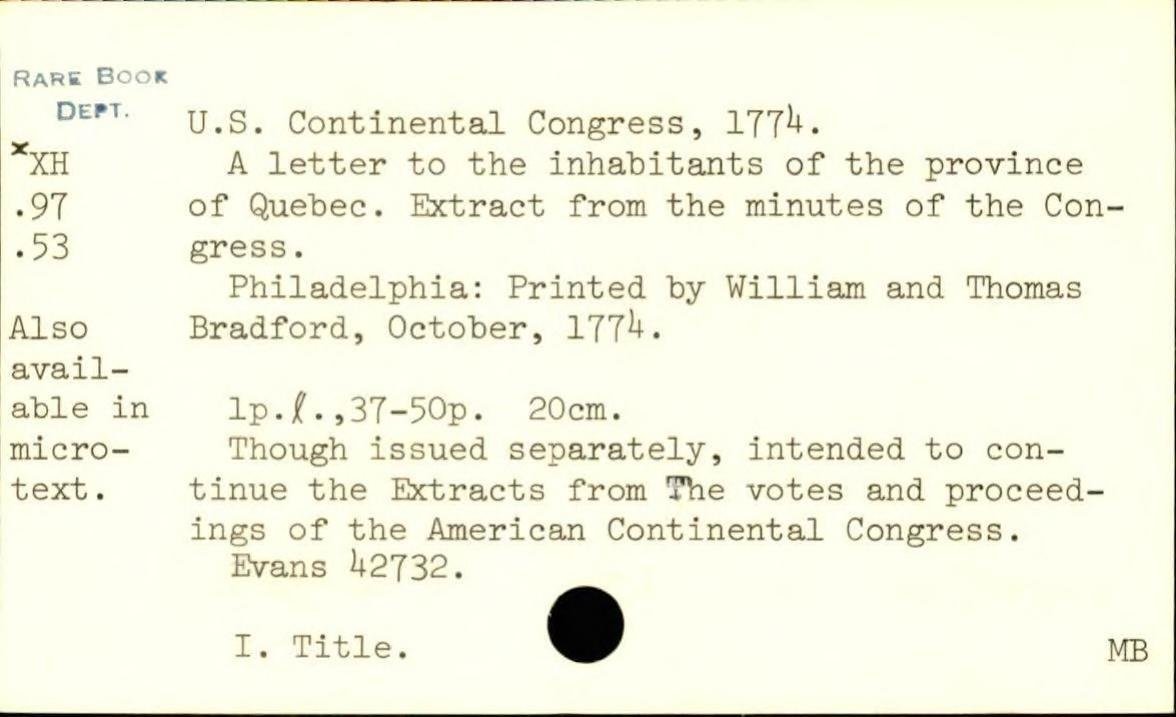 RARE BOOK
DEPT.
U.S. Continental Congress, 1774.
xXH
A letter to the inhabitants of the province
.97
of Quebec. Extract from the minutes of the Con-
.53
gress.
Philadelphia: Printed by William and Thomas
Also
Bradford, October, 1774.
avail-
able in
1p.l.,37-50p. 20cm.
micro-
Though issued separately, intended to con-
text.
tinue the Extracts from The votes and proceed-
ings of the American Continental Congress.
Evans 42732.
I. Title.
MB